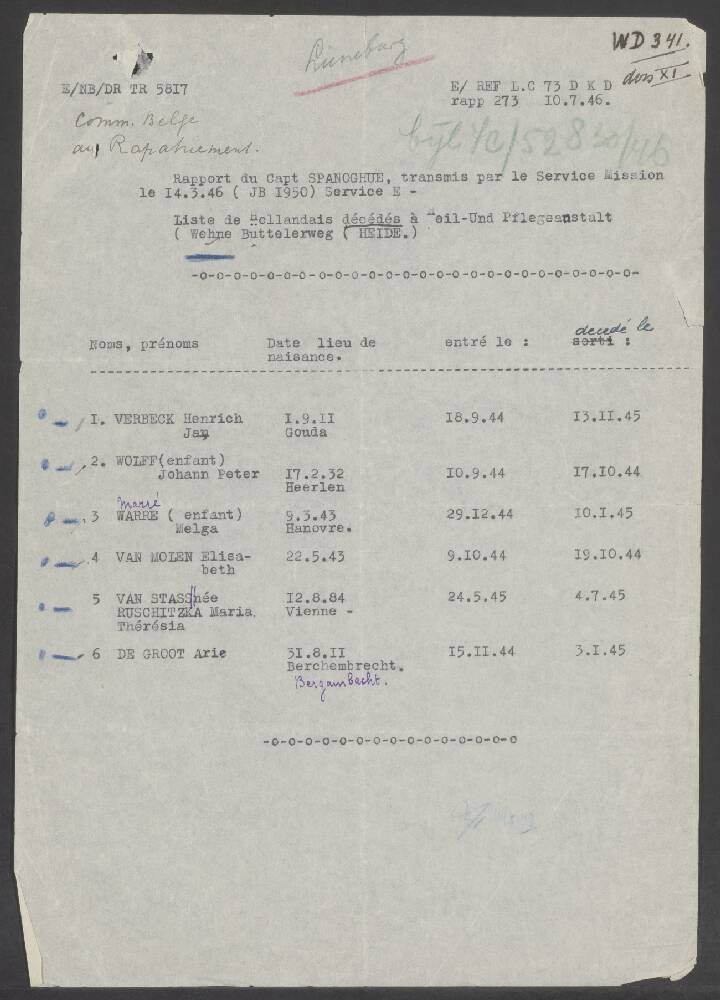 Lüneburg
WD 341.
dos XI
E/NB/DR TR 5817
E/ REF L.C 73 D K D
rapp 273 10.7.46.
Comm. Belge
au Rapatriement.
Rapport du Capt SPANOGHUE, transmis par le Service Mission
le I4.3.46 ( JB I950) Service E -
Liste de Hollandais décédés à Heil-Und Pflegeanstalt
( Wehne Buttelerweg ( HEIDE.)
-o-o-o-o-o-o-o-o-o-o-o-o-o-o-o-o-o-o-o-o-o-o-o-o-o-o-
Noms, prénoms Date lieu de entré le : sorti :
décédé le
naisance.
I. VERBECK Henrich I.9.II I8.9.44 I3.II.45
Jan Gouda
2. WOLFF(enfant)
Johann Peter I7.2.32 I0.9.44 I7.I0.44
Heerlen
Marré
3 WARRE ( enfant) 9.3.43 29.I2.44 I0.I.45
Melga Hanovre.
4 VAN MOLEN Elisa- 22.5.43 9.I0.44 I9.I0.44
beth
5 VAN STASS née I2.8.84 24.5.45 4.7.45
RUSCHITZKA Maria. Vienne -
Thérésia
6 DE GROOT Arie 3I.8.II I5.II.44 3.I.45
Berchembrecht.
Bergambacht.
-o-o-o-o-o-o-o-o-o-o-o-o-o-o-o